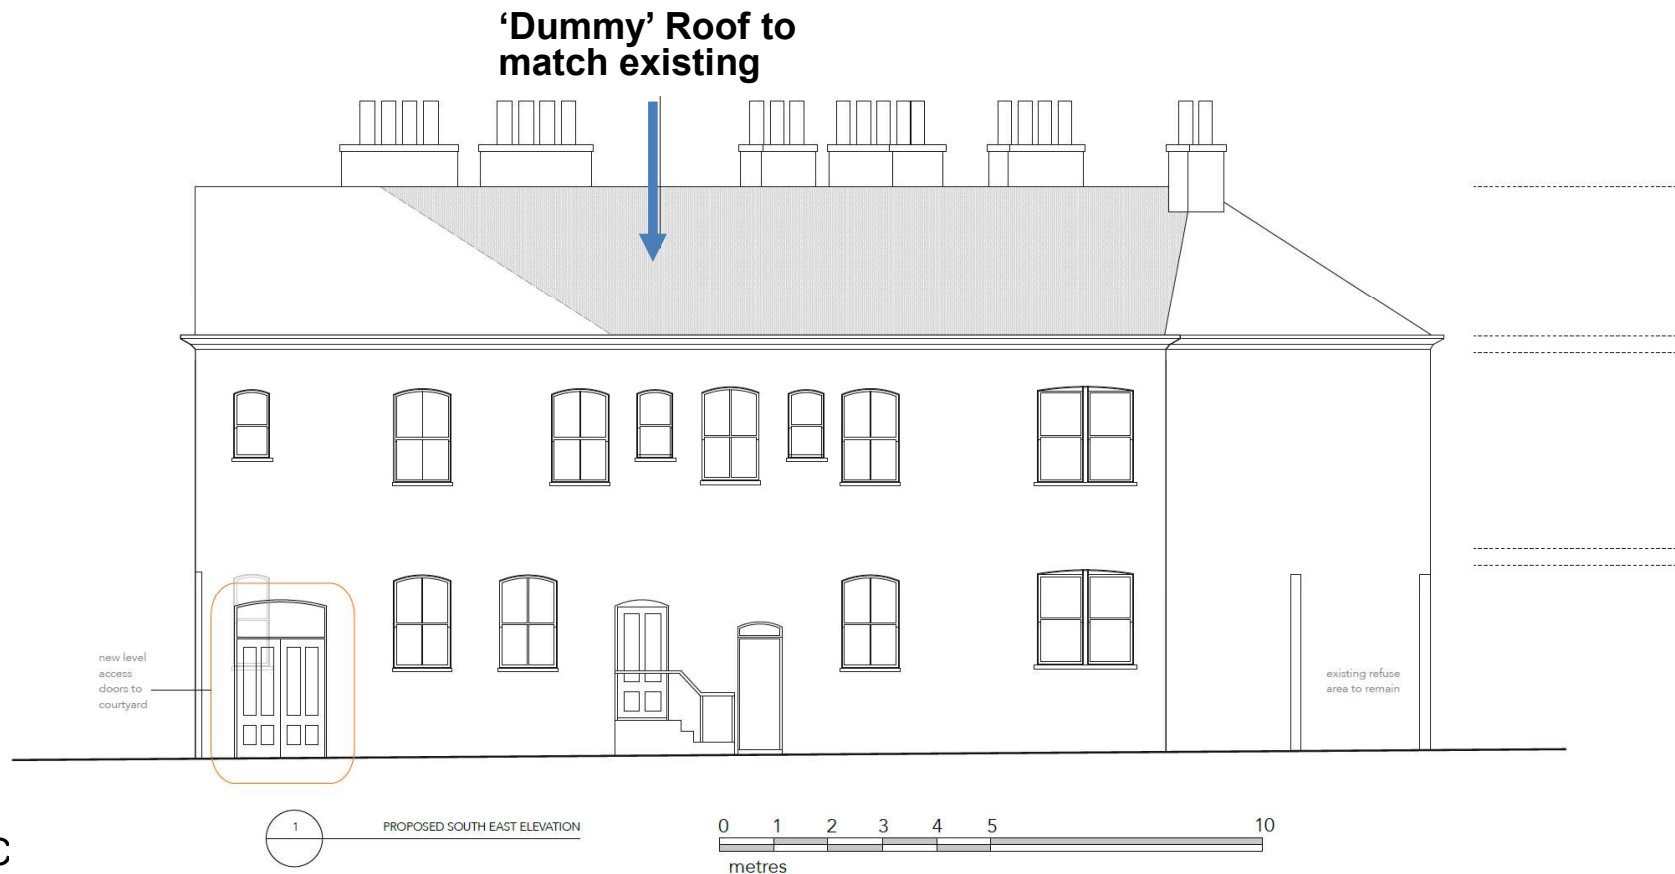 ‘Dummy’ Roof to
match existing
new level
access
doors to
courtyard
existing refuse
area to remain
1
PROPOSED SOUTH EAST ELEVATION
0 1 2 3 4 5 10
metres